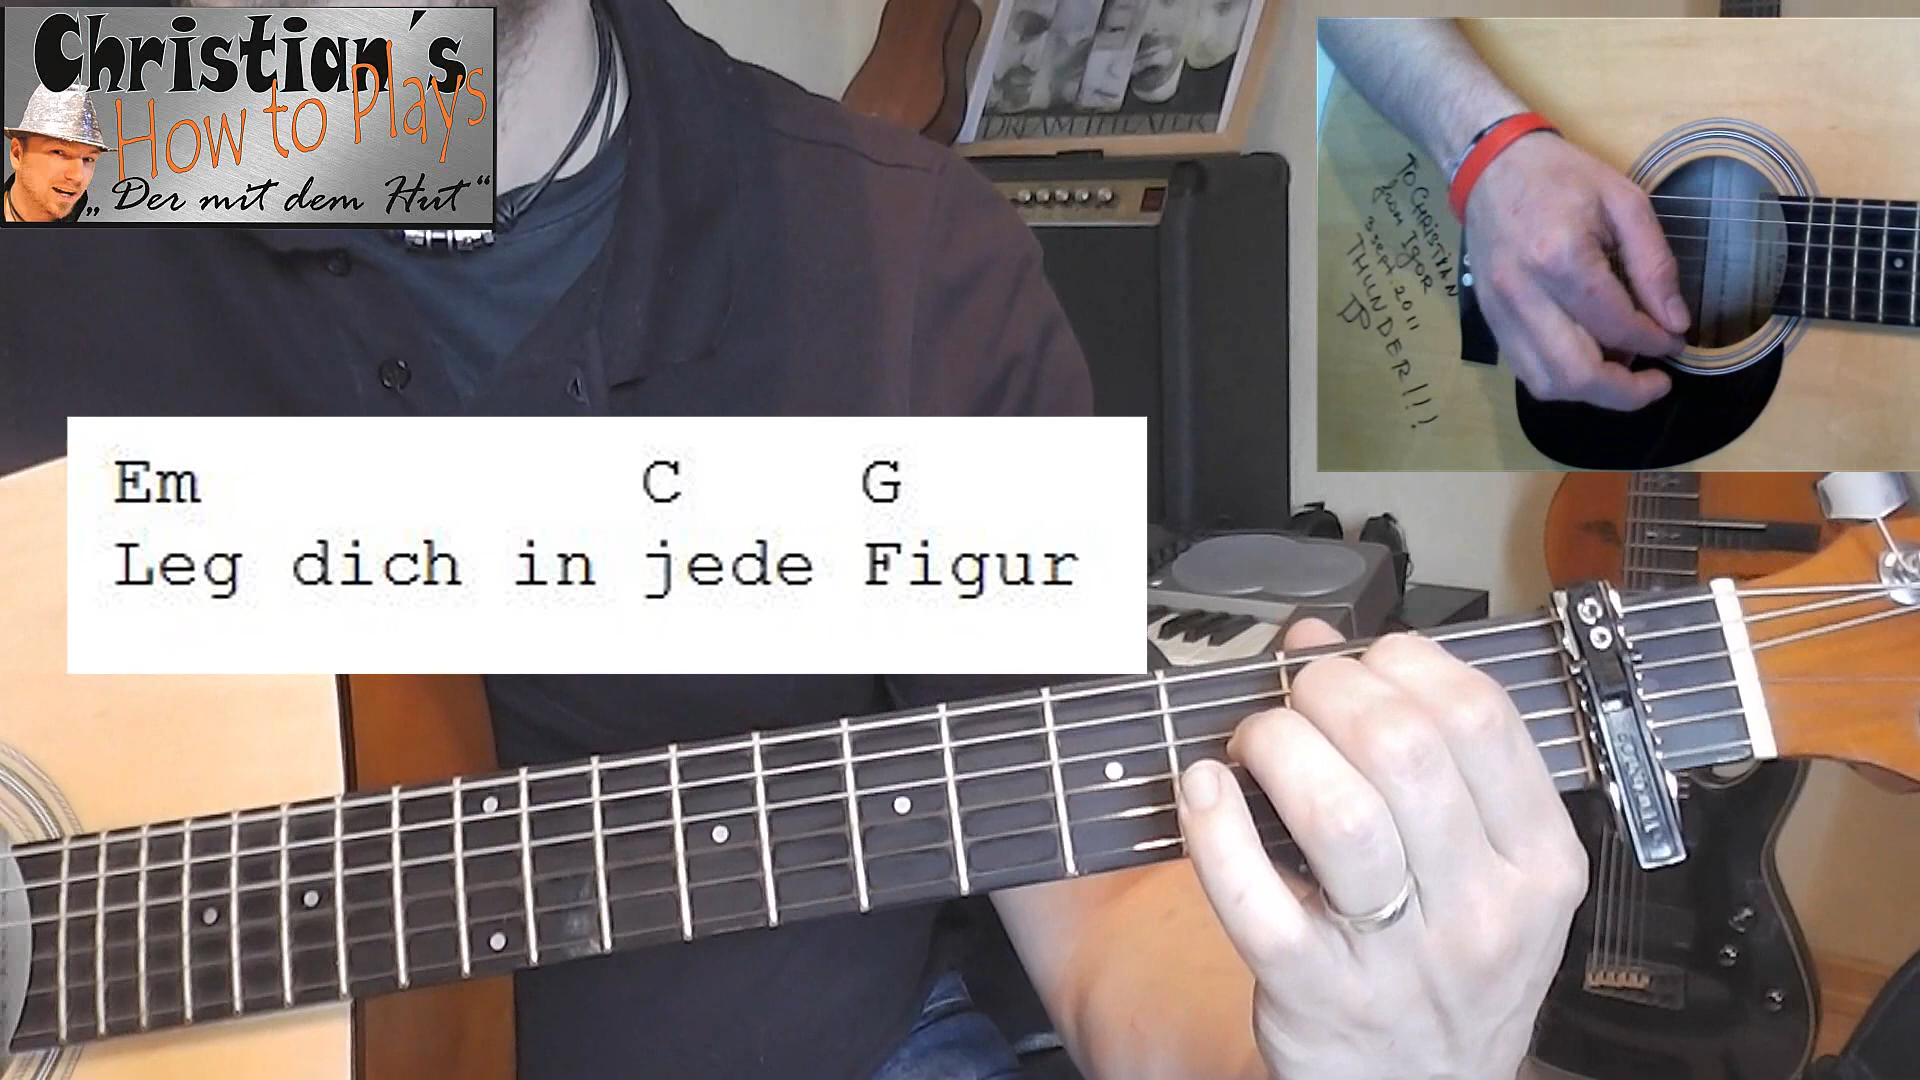 Christian´s
How to Plays
„Der mit dem Hut“
DREAM THEATER
TO CHRISTIAN
from IGOR
3 sept. 2011
THUNDER!!!
Em C G
Leg dich in jede Figur